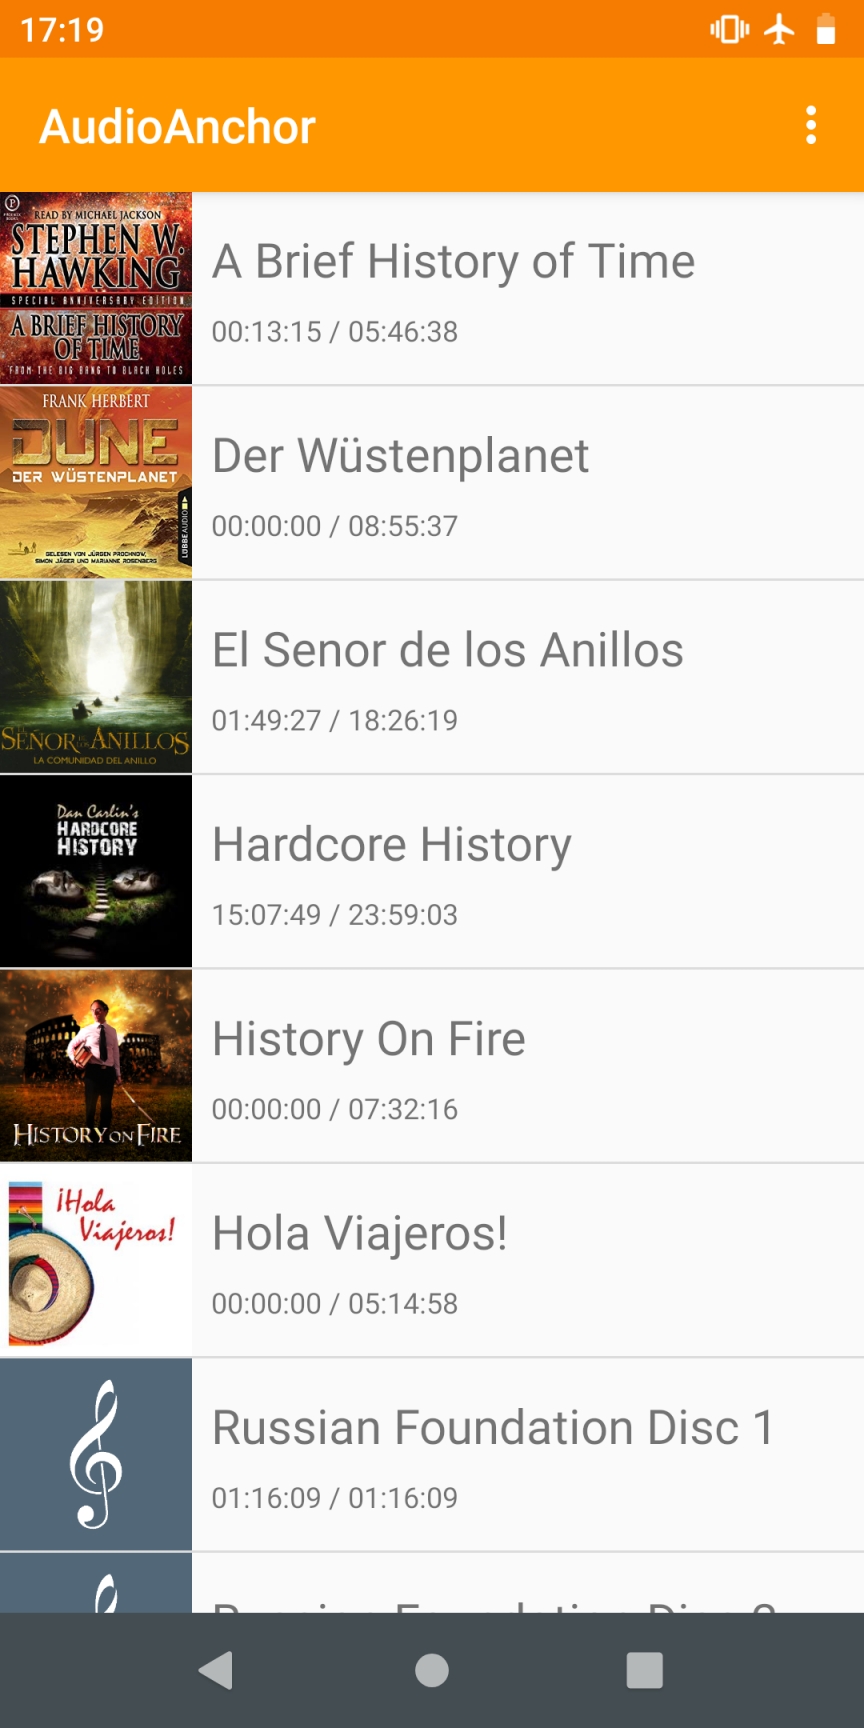 17:19
AudioAnchor
READ BY MICHAEL JACKSON
STEPHEN W.
HAWKING
SPECIAL ANNIVERSARY EDITION
A BRIEF HISTORY
OF TIME
FROM THE BIG BANG TO BLACK HOLES
A Brief History of Time
00:13:15 / 05:46:38
FRANK HERBERT
DUNE
DER WÜSTENPLANET
GELESEN VON JÜRGEN PROCHNOW,
SIMON JÄGER UND MARIANNE ROSENBERG
LÜBBE AUDIO
Der Wüstenplanet
00:00:00 / 08:55:37
SEÑOR DE LOS ANILLOS
LA COMUNIDAD DEL ANILLO
El Senor de los Anillos
01:49:27 / 18:26:19
Dan Carlin's
HARDCORE
HISTORY
Hardcore History
15:07:49 / 23:59:03
HISTORY ON FIRE
History On Fire
00:00:00 / 07:32:16
¡Hola
Viajeros!
Hola Viajeros!
00:00:00 / 05:14:58
Russian Foundation Disc 1
01:16:09 / 01:16:09